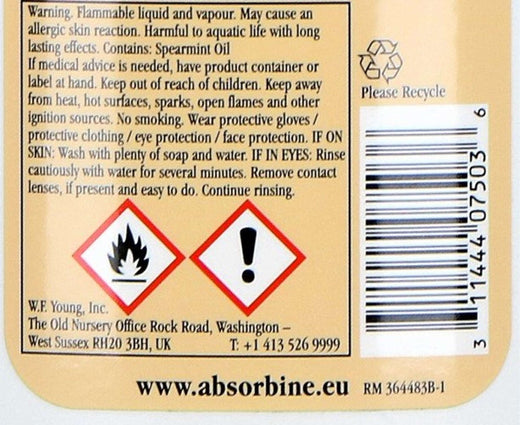 Warning. Flammable liquid and vapour. May cause an
allergic skin reaction. Harmful to aquatic life with long
lasting effects. Contains: Spearmint Oil
If medical advice is needed, have product container or
label at hand. Keep out of reach of children. Keep away
from heat, hot surfaces, sparks, open flames and other
ignition sources. No smoking. Wear protective gloves /
protective clothing / eye protection / face protection. IF ON
SKIN: Wash with plenty of soap and water. IF IN EYES: Rinse
cautiously with water for several minutes. Remove contact
lenses, if present and easy to do. Continue rinsing.
W.F. Young, Inc.
The Old Nursery Office Rock Road, Washington –
West Sussex RH20 3BH, UK T: +1 413 526 9999
Please Recycle
3 11444 07503 6
www.absorbine.eu RM 364483B-1